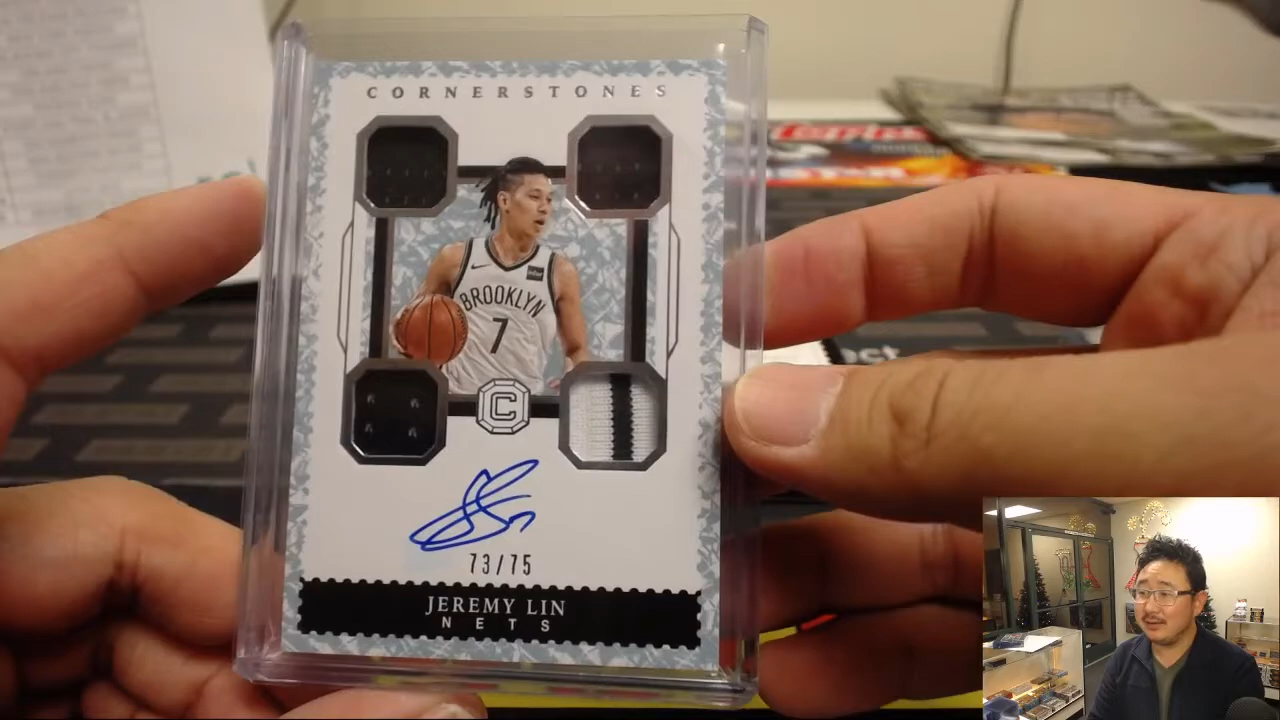 CORNERSTONES
BROOKLYN
7
C
73/75
JEREMY LIN
NETS